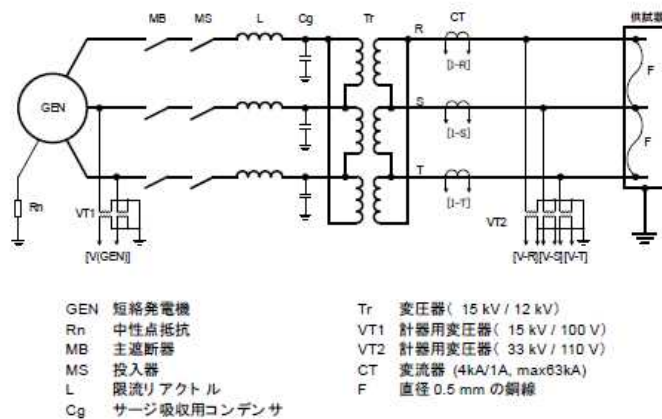 MB MS L Cg Tr R CT 供試器
[I-R]
F
GEN
S
[I-S]
F
T
Rn
VT1
[I-T]
VT2
[V(GEN)]
[V-R][V-S][V-T]
GEN 短絡発電機
Rn 中性点抵抗
MB 主遮断器
MS 投入器
L 限流リアクトル
Cg サージ吸収用コンデンサ
Tr 変圧器( 15 kV / 12 kV)
VT1 計器用変圧器( 15 kV / 100 V)
VT2 計器用変圧器( 33 kV / 110 V)
CT 変流器 (4kA/1A, max63kA)
F 直径 0.5 mm の銅線